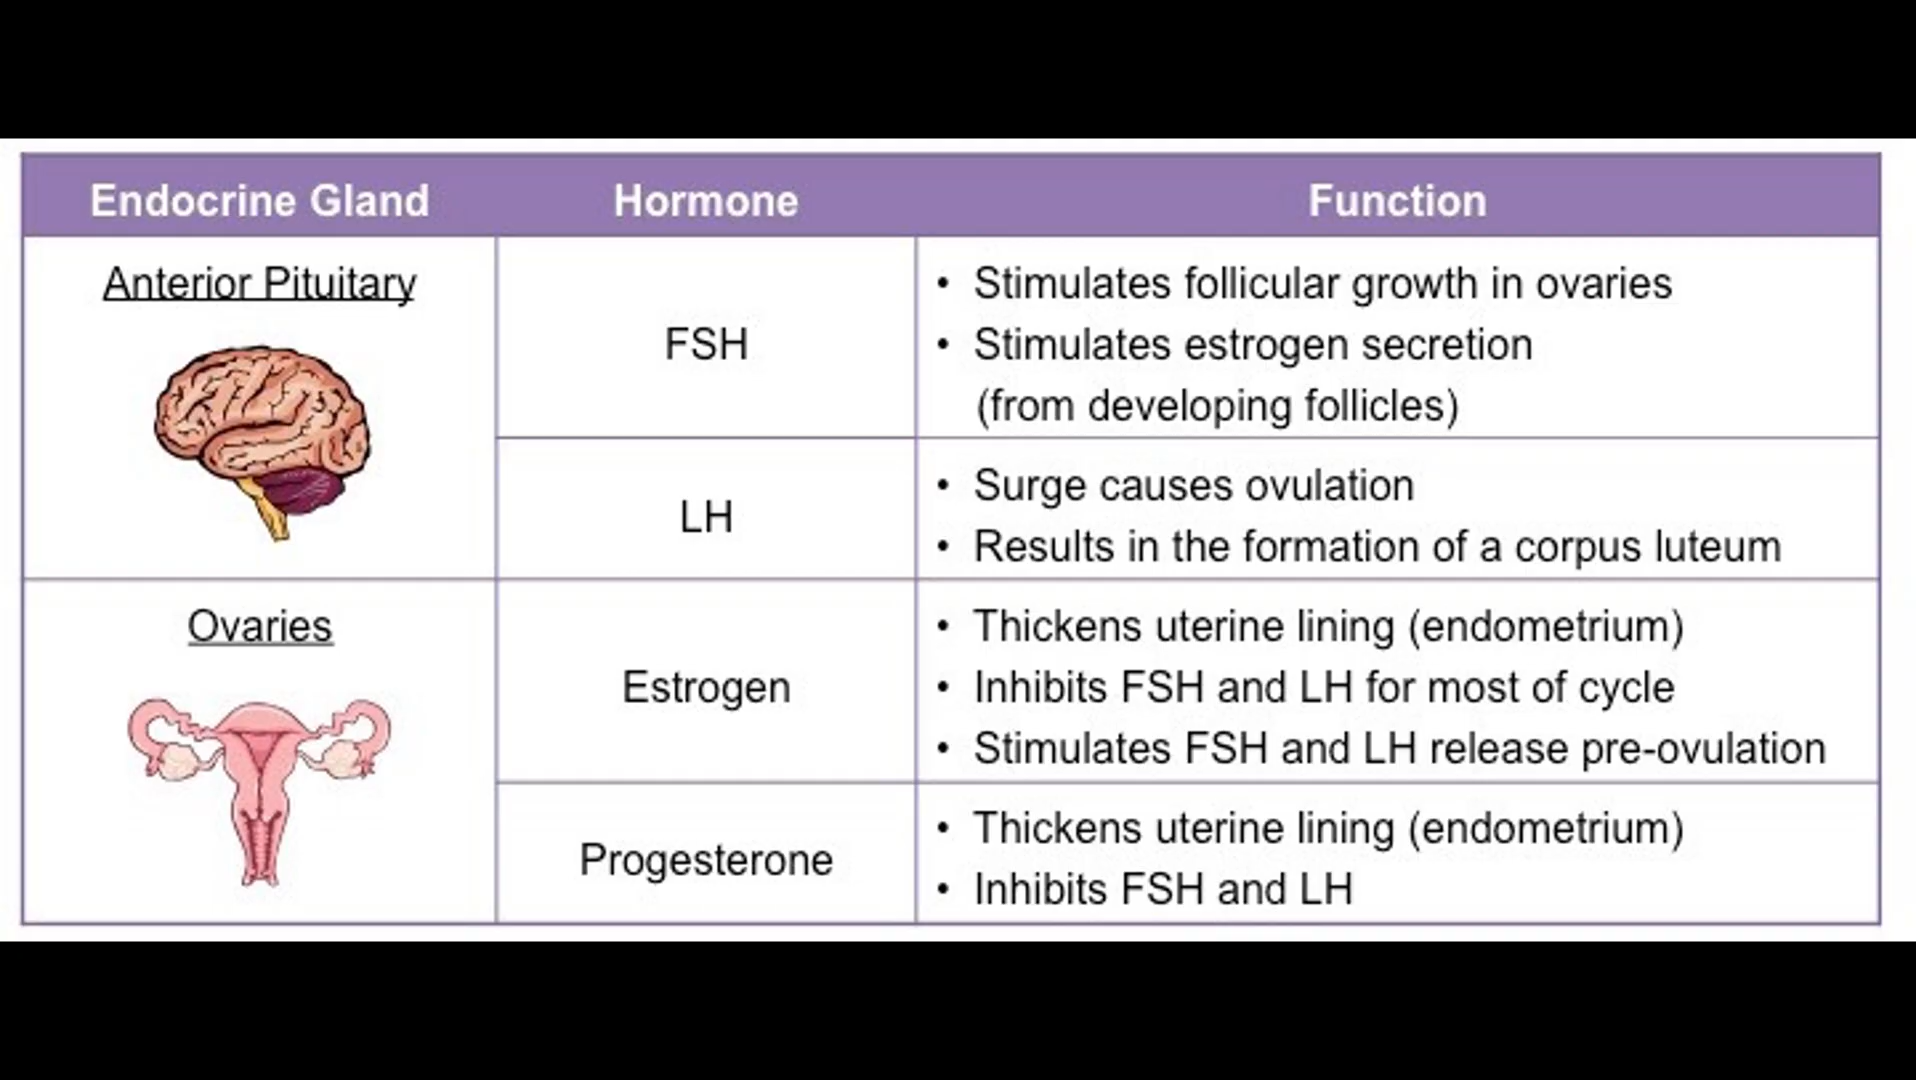 Endocrine Gland Hormone Function
Anterior Pituitary
FSH
• Stimulates follicular growth in ovaries
• Stimulates estrogen secretion
(from developing follicles)
LH
• Surge causes ovulation
• Results in the formation of a corpus luteum
Ovaries
Estrogen
• Thickens uterine lining (endometrium)
• Inhibits FSH and LH for most of cycle
• Stimulates FSH and LH release pre-ovulation
Progesterone
• Thickens uterine lining (endometrium)
• Inhibits FSH and LH